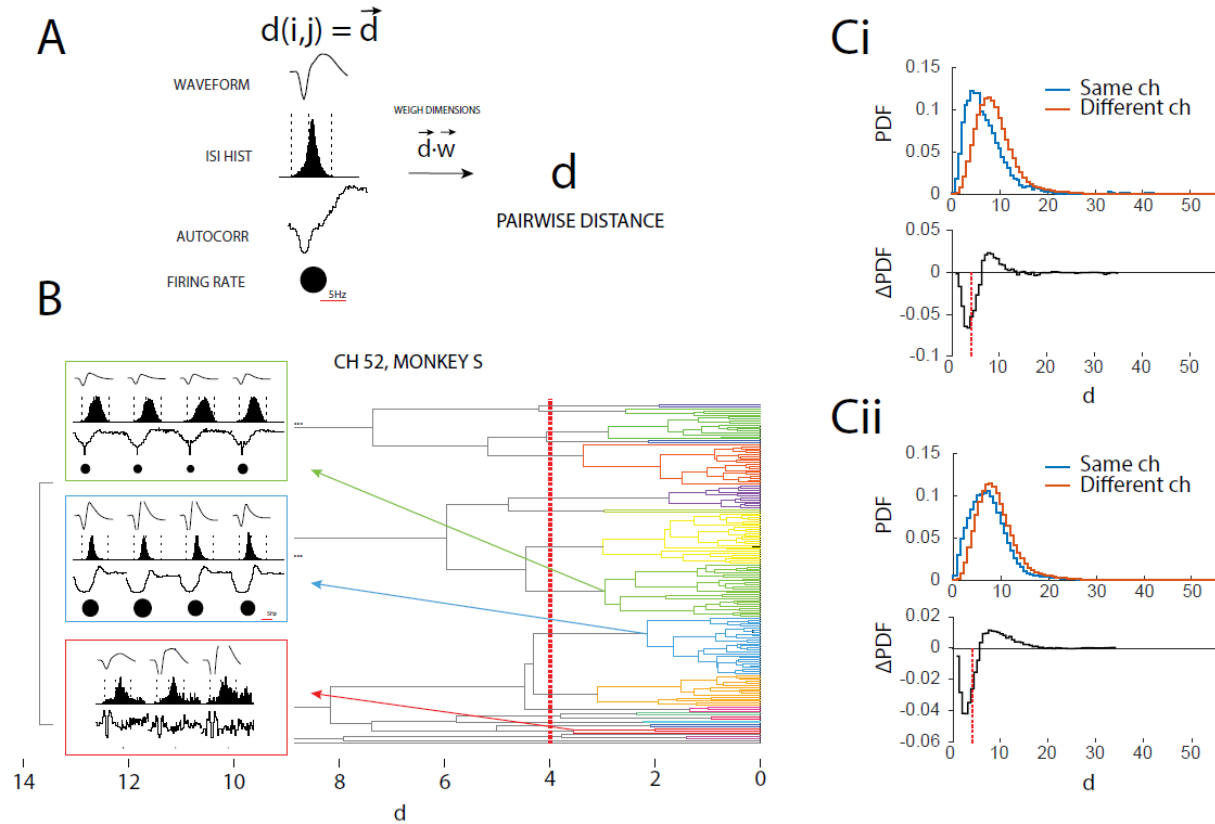 A
d(i,j) = d
WAVEFORM
ISI HIST
AUTOCORR
FIRING RATE
5Hz
WEIGH DIMENSIONS
d·w
d
PAIRWISE DISTANCE
B
CH 52, MONKEY S
...
...
5Hz
14 12 10 8 6 4 2 0
d
Ci
PDF
0.15
0.1
0.05
0
Same ch
Different ch
0 10 20 30 40 50
ΔPDF
0.05
0
-0.05
-0.1
0 10 20 30 40 50
d
Cii
PDF
0.15
0.1
0.05
0
Same ch
Different ch
0 10 20 30 40 50
ΔPDF
0.02
0
-0.02
-0.04
-0.06
0 10 20 30 40 50
d